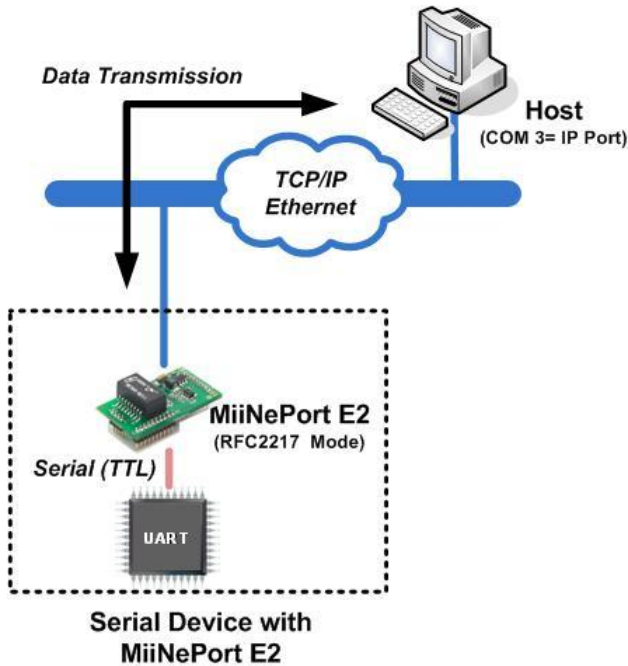 Data Transmission
Host
(COM 3= IP Port)
TCP/IP
Ethernet
MiiNePort E2
(RFC2217 Mode)
Serial (TTL)
UART
Serial Device with
MiiNePort E2